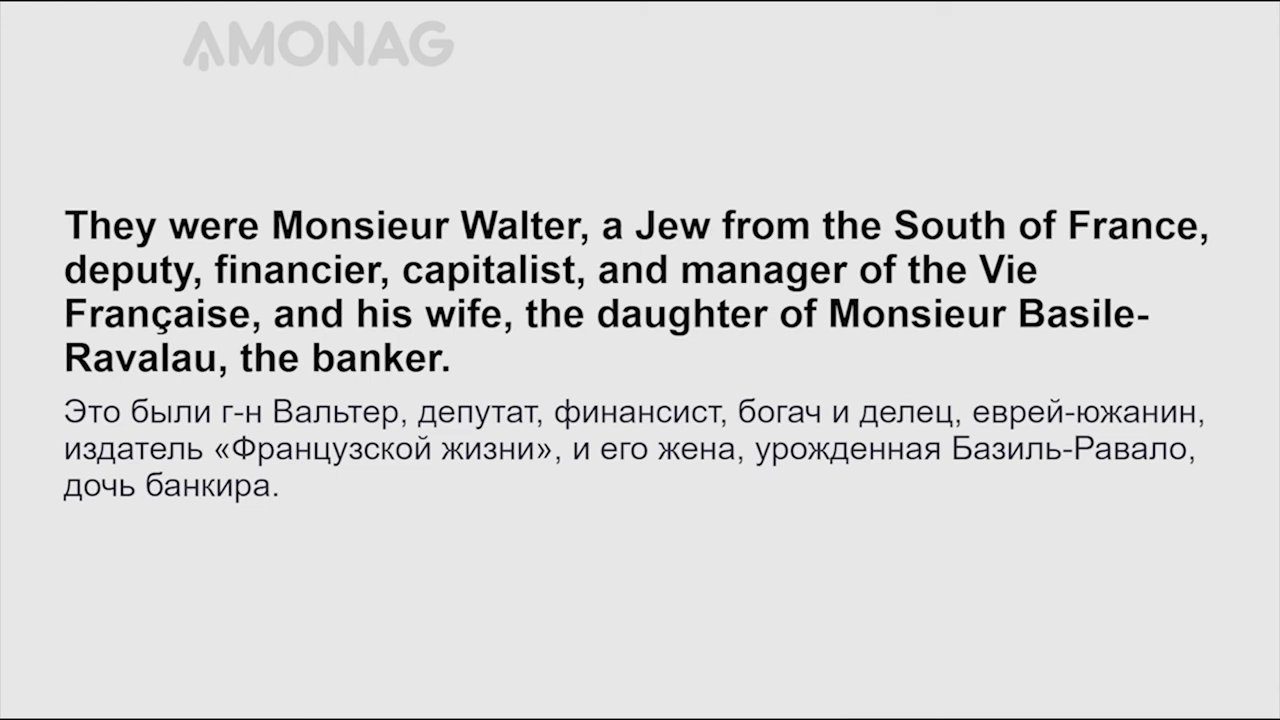 AMONAG
They were Monsieur Walter, a Jew from the South of France,
deputy, financier, capitalist, and manager of the Vie
Française, and his wife, the daughter of Monsieur Basile-
Ravalau, the banker.
Это были г-н Вальтер, депутат, финансист, богач и делец, еврей-южанин,
издатель «Французской жизни», и его жена, урожденная Базиль-Равало,
дочь банкира.